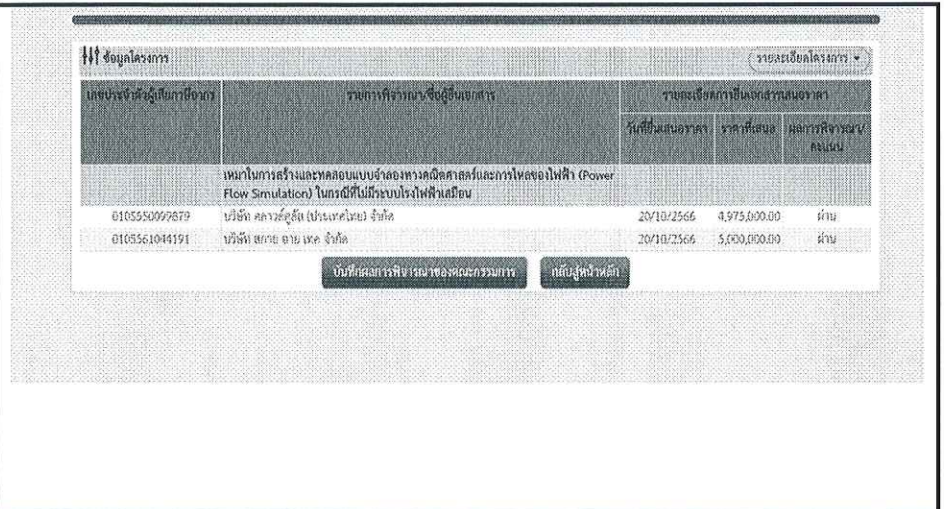 ข้อมูลโครงการ
รายละเอียดโครงการ
เลขประจำตัวผู้เสียภาษีอากร
รายการพิจารณา/ชื่อผู้ยื่นเอกสาร
รายละเอียดการยื่นเอกสารเสนอราคา
วันที่ยื่นเสนอราคา
ราคาที่เสนอ
ผลการพิจารณา/
คะแนน
เหมาในการสร้างและทดสอบแบบจำลองทางคณิตศาสตร์และการไหลของไฟฟ้า (Power
Flow Simulation) ในกรณีที่ไม่มีระบบโรงไฟฟ้าเสมือน
0105550099879 บริษัท คลาวส์คูลัส (ประเทศไทย) จำกัด 20/10/2566 4,975,000.00 ผ่าน
0105561044191 บริษัท สกาย อาย เทค จำกัด 20/10/2566 5,000,000.00 ผ่าน
บันทึกผลการพิจารณาของคณะกรรมการ
กลับสู่หน้าหลัก